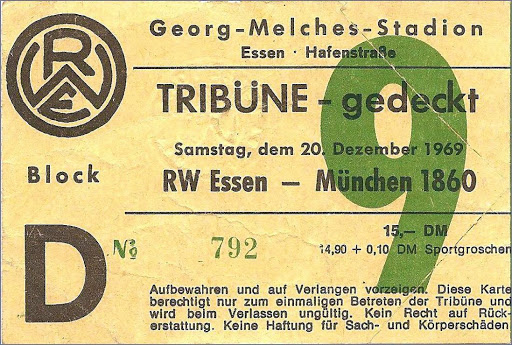 RWE
Georg-Melches-Stadion
Essen · Hafenstraße
TRIBÜNE - gedeckt
Samstag, dem 20. Dezember 1969
RW Essen — München 1860
9
Block
D
№ 792
15,— DM
14,90 + 0,10 DM Sportgroschen
Aufbewahren und auf Verlangen vorzeigen. Diese Karte
berechtigt nur zum einmaligen Betreten der Tribüne und
wird beim Verlassen ungültig. Kein Recht auf Rück-
erstattung. Keine Haftung für Sach- und Körperschäden